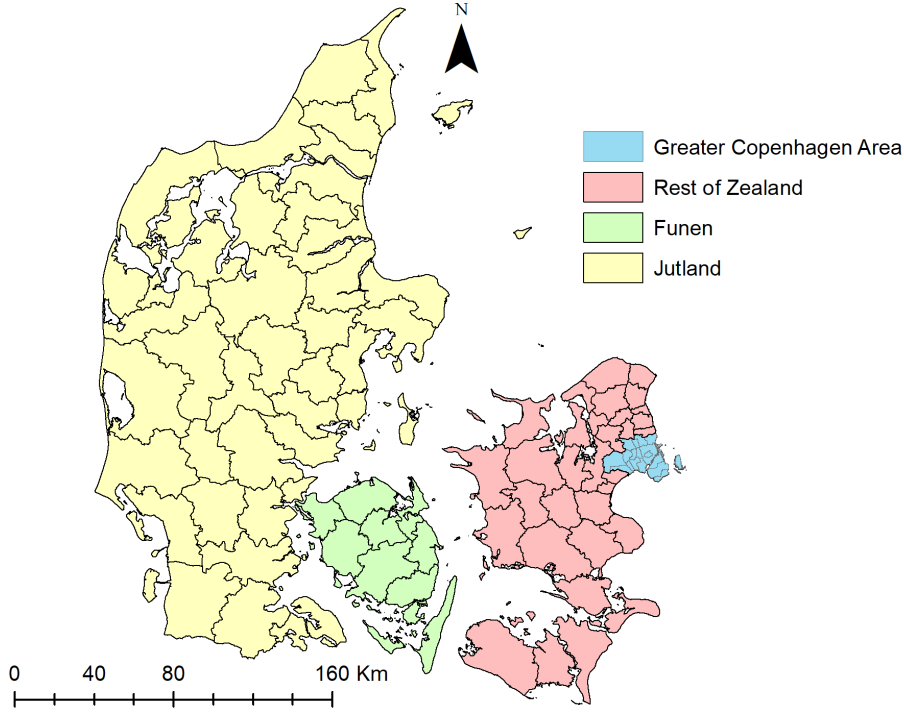 N
Greater Copenhagen Area
Rest of Zealand
Funen
Jutland
0 40 80 160 Km